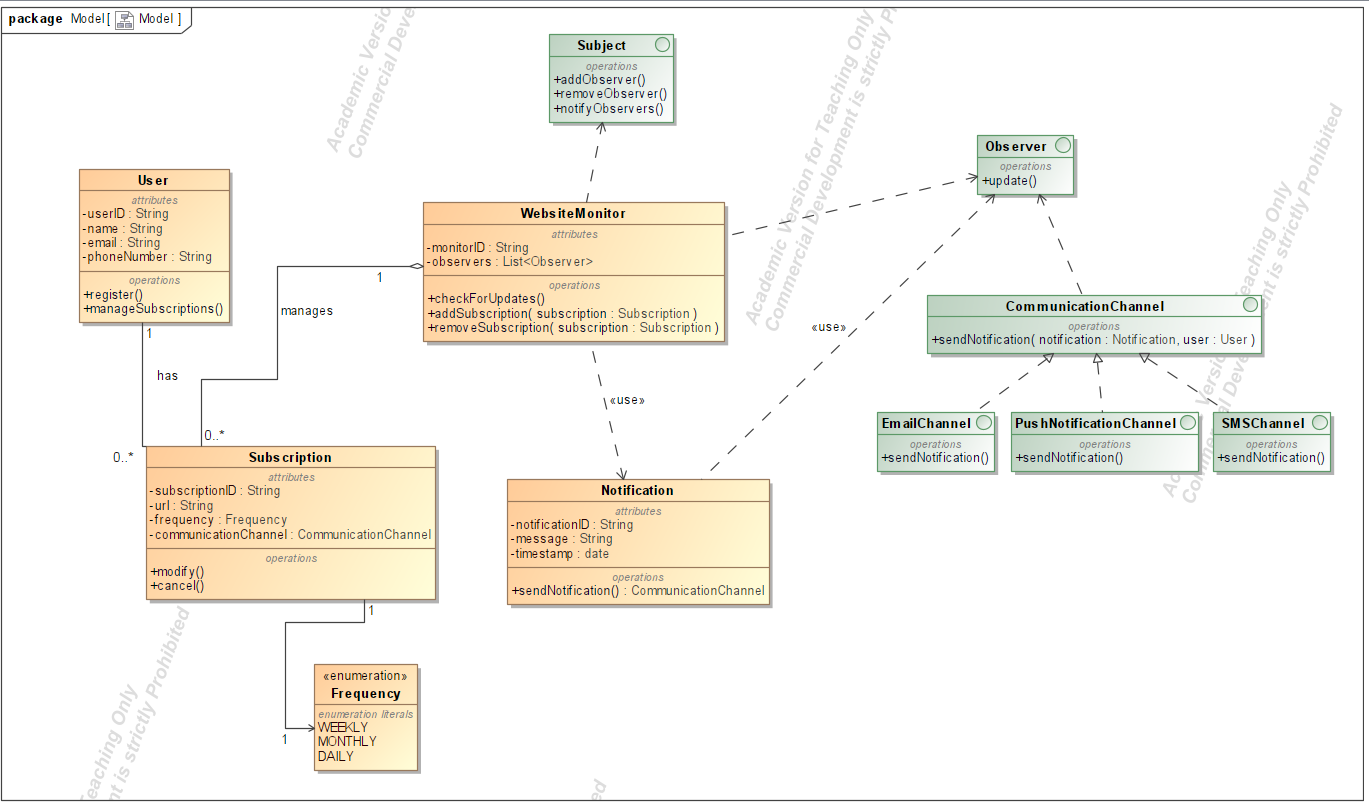 package Model[ Model ]
Subject
operations
+addObserver()
+removeObserver()
+notifyObservers()
Observer
operations
+update()
User
attributes
-userID : String
-name : String
-email : String
-phoneNumber : String
operations
+register()
+manageSubscriptions()
1
has
0..*
WebsiteMonitor
attributes
-monitorID : String
-observers : List<Observer>
operations
+checkForUpdates()
+addSubscription( subscription : Subscription )
+removeSubscription( subscription : Subscription )
1
manages
0..*
«use»
«use»
CommunicationChannel
operations
+sendNotification( notification : Notification, user : User )
EmailChannel
operations
+sendNotification()
PushNotificationChannel
operations
+sendNotification()
SMSChannel
operations
+sendNotification()
Subscription
attributes
-subscriptionID : String
-url : String
-frequency : Frequency
-communicationChannel : CommunicationChannel
operations
+modify()
+cancel()
1
1
Notification
attributes
-notificationID : String
-message : String
-timestamp : date
operations
+sendNotification() : CommunicationChannel
«enumeration»
Frequency
enumeration literals
WEEKLY
MONTHLY
DAILY
Academic Version for Teaching Only
Commercial Development is strictly Prohibited